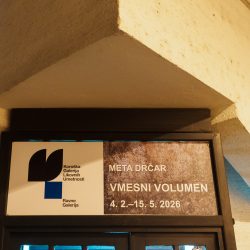 Koroška
Galerija
Likovnih
Umetnosti
Ravne
Galerija
META DRČAR
VMESNI VOLUMEN
4. 2.–15. 5. 2026